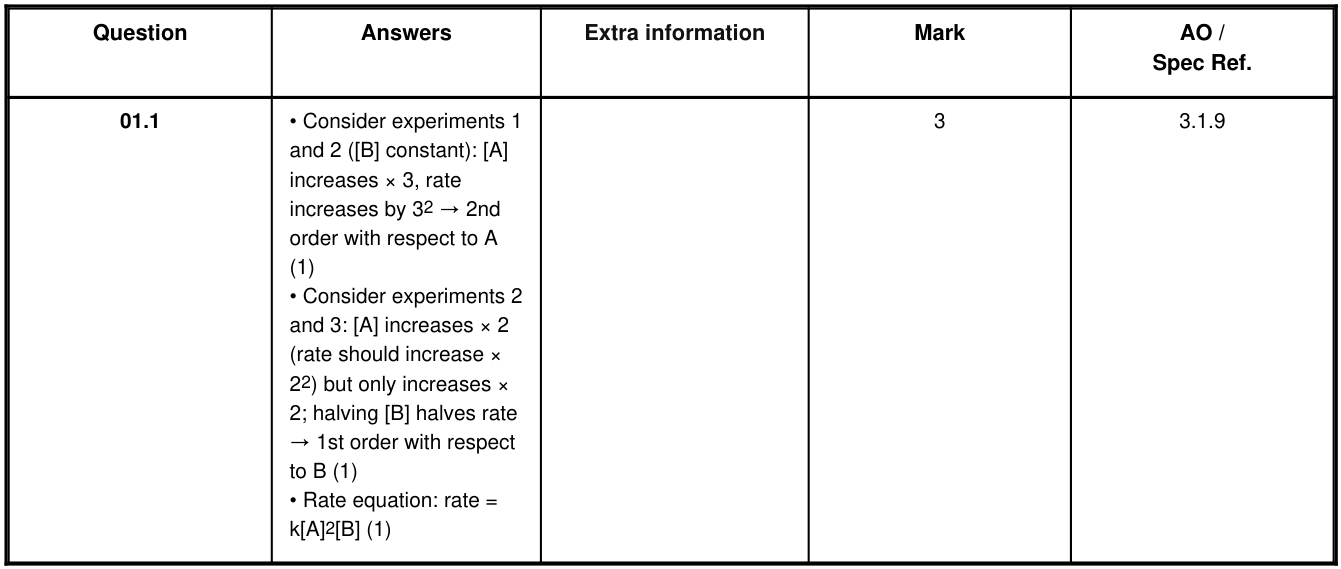 Question Answers Extra information Mark AO /
Spec Ref.
01.1 • Consider experiments 1 3 3.1.9
and 2 ([B] constant): [A]
increases × 3, rate
increases by 3² → 2nd
order with respect to A
(1)
• Consider experiments 2
and 3: [A] increases × 2
(rate should increase ×
2²) but only increases ×
2; halving [B] halves rate
→ 1st order with respect
to B (1)
• Rate equation: rate =
k[A]²[B] (1)